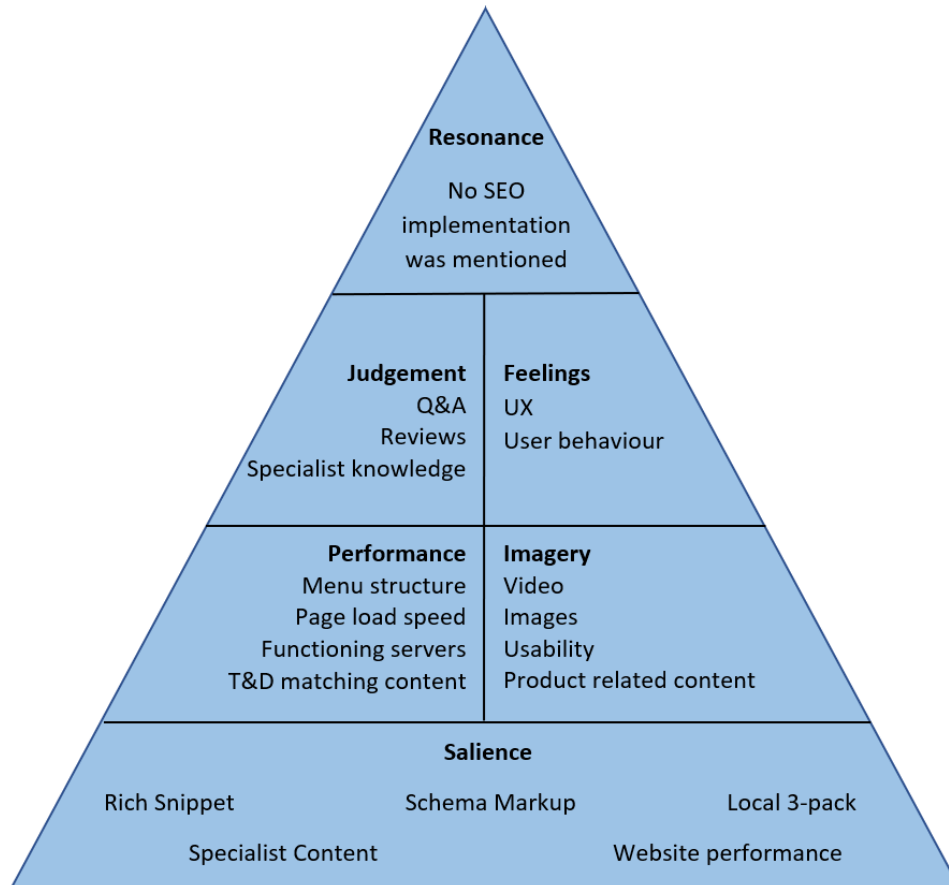 Resonance
No SEO
implementation
was mentioned
Judgement
Q&A
Reviews
Specialist knowledge
Feelings
UX
User behaviour
Performance
Menu structure
Page load speed
Functioning servers
T&D matching content
Imagery
Video
Images
Usability
Product related content
Salience
Rich Snippet Schema Markup Local 3-pack
Specialist Content Website performance